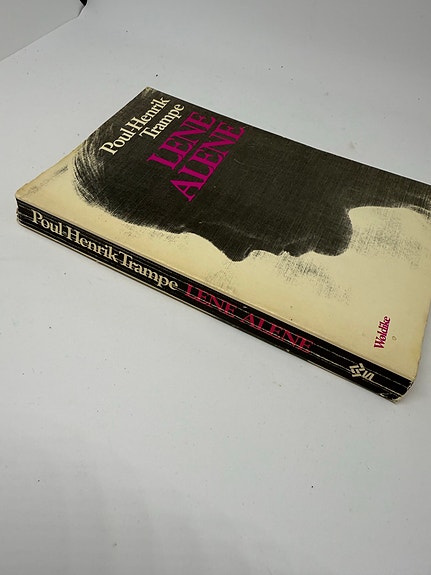 Poul-Henrik
Trampe
LENE
ALENE
Wøldike
Poul-Henrik Trampe LENE ALENE